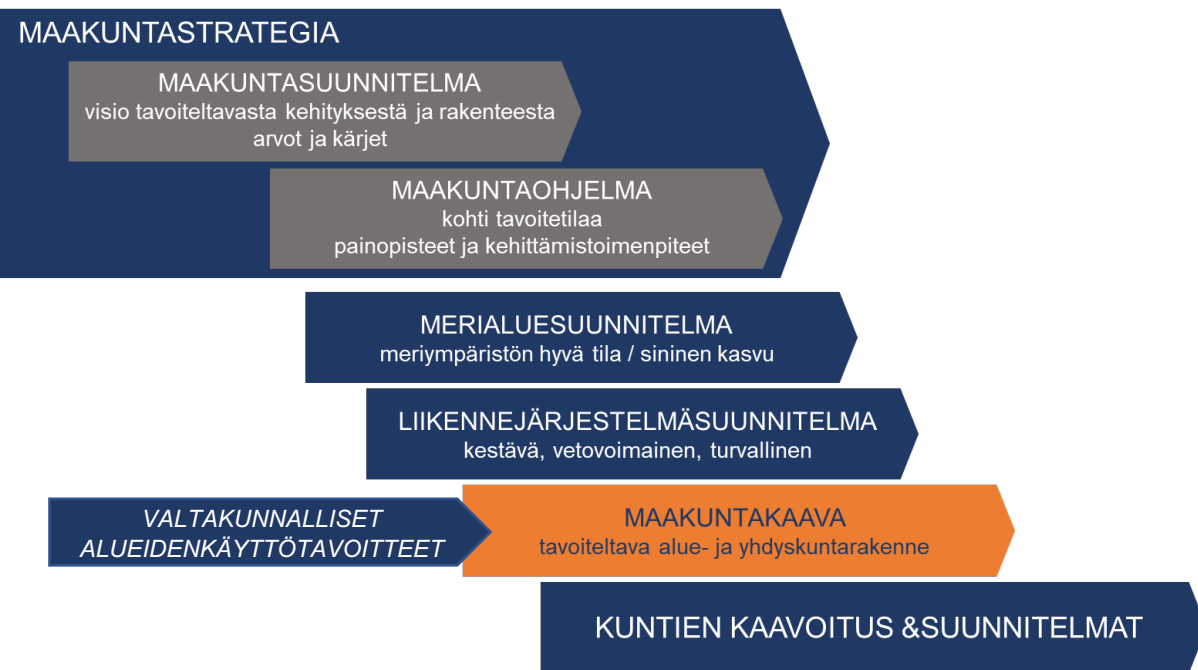 MAAKUNTASTRATEGIA
MAAKUNTASUUNNITELMA
visio tavoiteltavasta kehityksestä ja rakenteesta
arvot ja kärjet
MAAKUNTAOHJELMA
kohti tavoitetilaa
painopisteet ja kehittämistoimenpiteet
MERIALUESUUNNITELMA
meriympäristön hyvä tila / sininen kasvu
LIIKENNEJÄRJESTELMÄSUUNNITELMA
kestävä, vetovoimainen, turvallinen
VALTAKUNNALLISET
ALUEIDENKÄYTTÖTAVOITTEET
MAAKUNTAKAAVA
tavoiteltava alue- ja yhdyskuntarakenne
KUNTIEN KAAVOITUS &SUUNNITELMAT